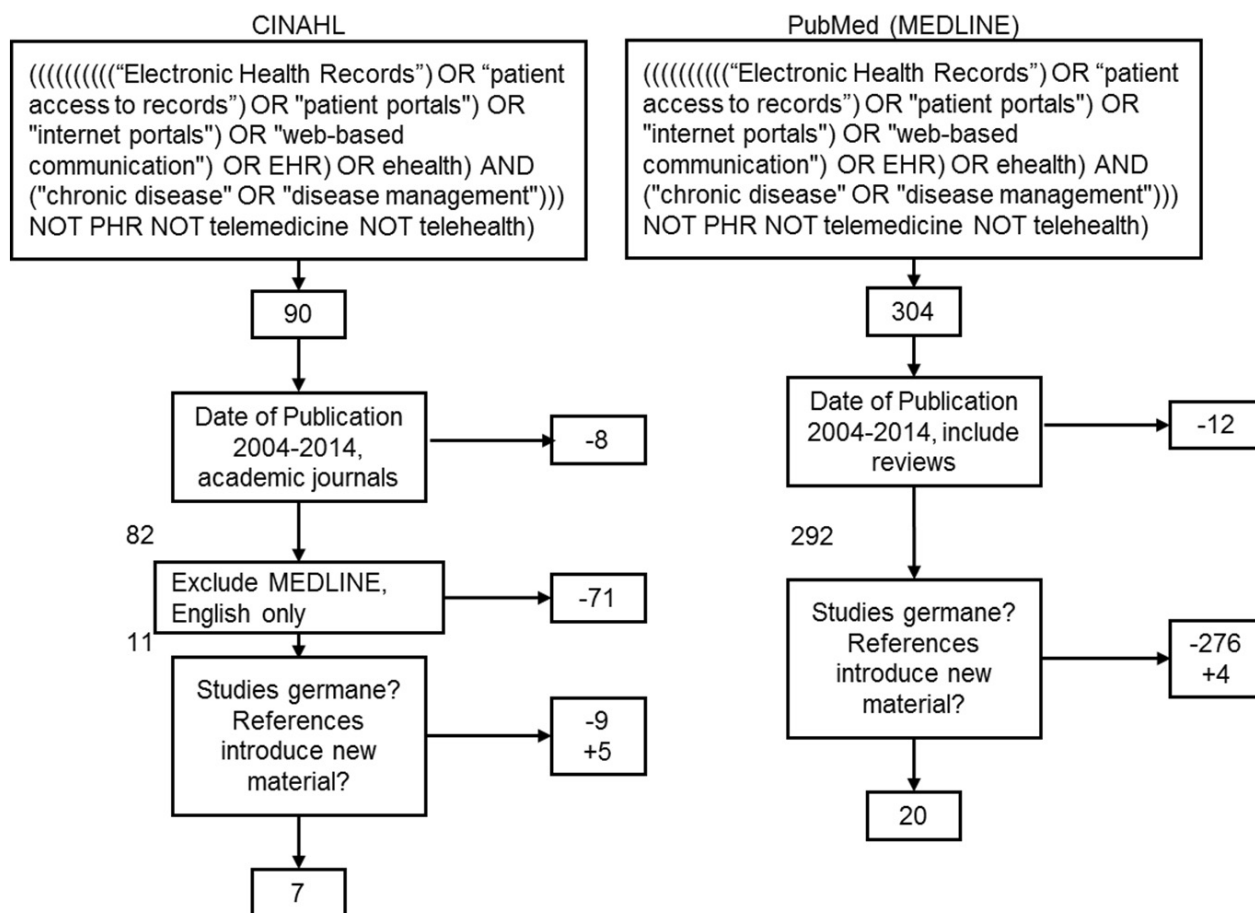 CINAHL
(((((((((("Electronic Health Records") OR “patient
access to records”) OR "patient portals") OR
"internet portals") OR "web-based
communication") OR EHR) OR ehealth) AND
("chronic disease" OR "disease management")))
NOT PHR NOT telemedicine NOT telehealth)
90
Date of Publication
2004-2014,
academic journals
-8
82
Exclude MEDLINE,
English only
-71
11
Studies germane?
References
introduce new
material?
-9
+5
7
PubMed (MEDLINE)
((((((((((“Electronic Health Records”) OR “patient
access to records”) OR "patient portals") OR
"internet portals") OR "web-based
communication") OR EHR) OR ehealth) AND
("chronic disease" OR "disease management")))
NOT PHR NOT telemedicine NOT telehealth)
304
Date of Publication
2004-2014, include
reviews
-12
292
Studies germane?
References
introduce new
material?
-276
+4
20